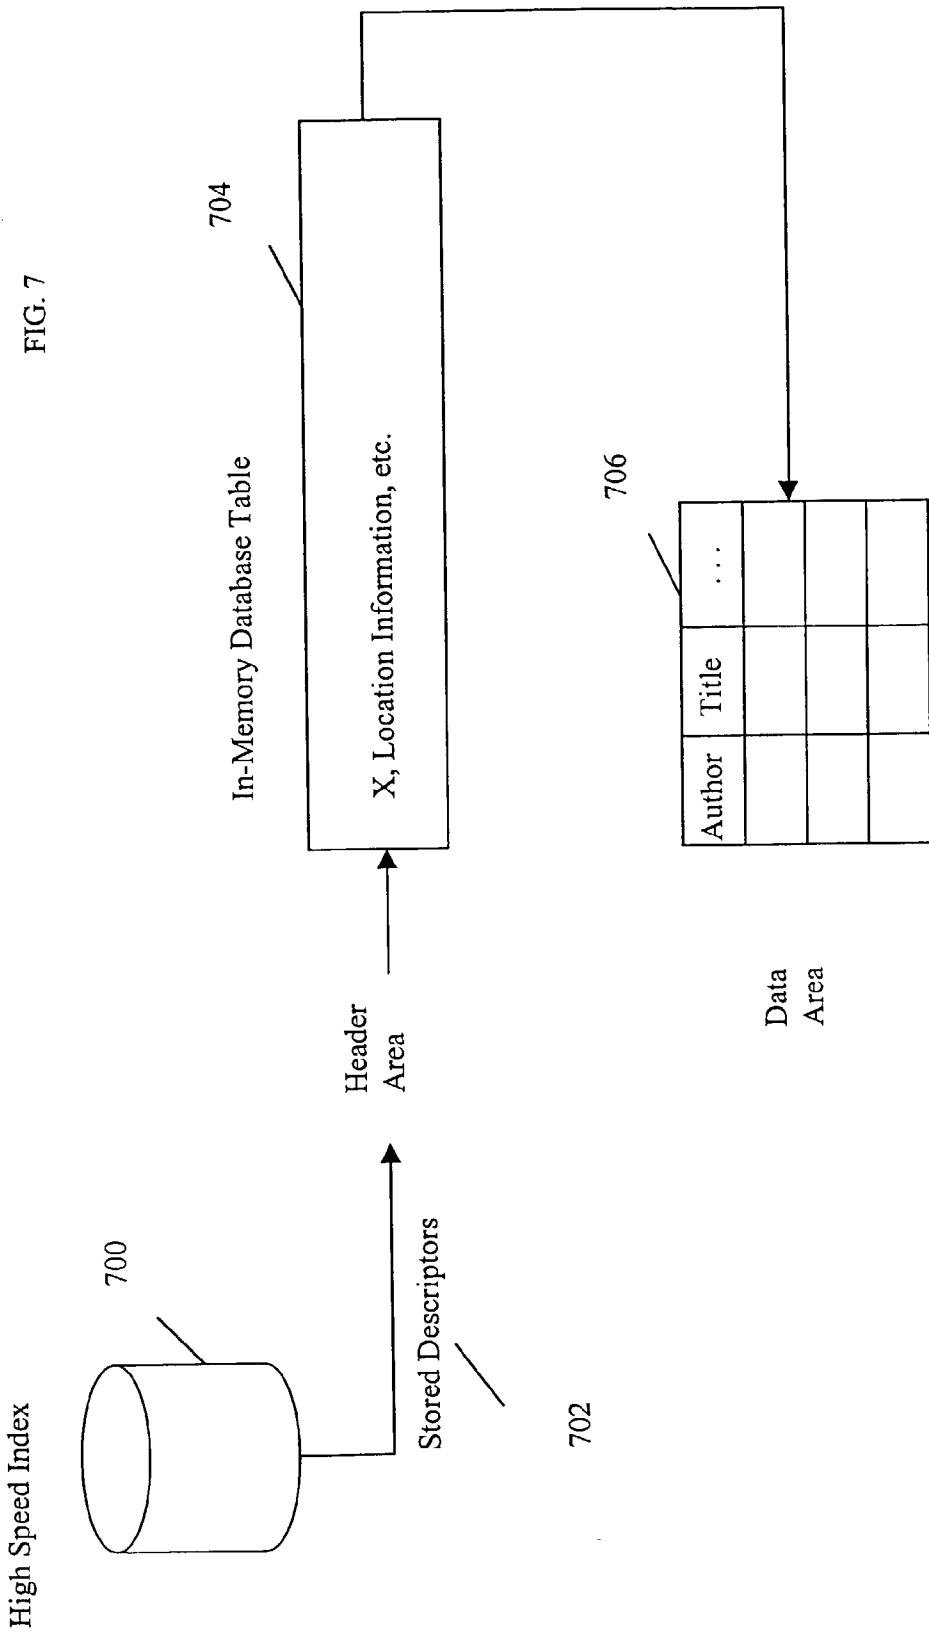 FIG. 7
High Speed Index
700
Stored Descriptors
702
Header
Area
In-Memory Database Table
704
X, Location Information, etc.
Data
Area
706
Author Title . . .